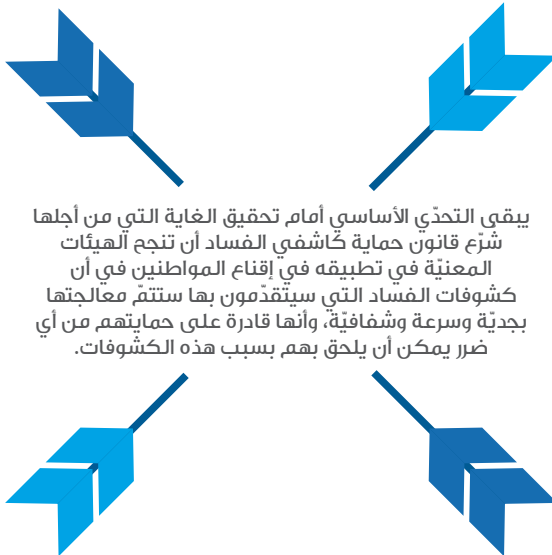 يبقى التحدّي الأساسي أمام تحقيق الغاية التي من أجلها
شرّع قانون حماية كاشفي الفساد أن تنجح الهيئات
المعنيّة في تطبيقه في إقناع المواطنين في أن
كشوفات الفساد التي سيتقدّمون بها ستتمّ معالجتها
بجديّة وسرعة وشفافيّة، وأنها قادرة على حمايتهم من أي
ضرر يمكن أن يلحق بهم بسبب هذه الكشوفات.